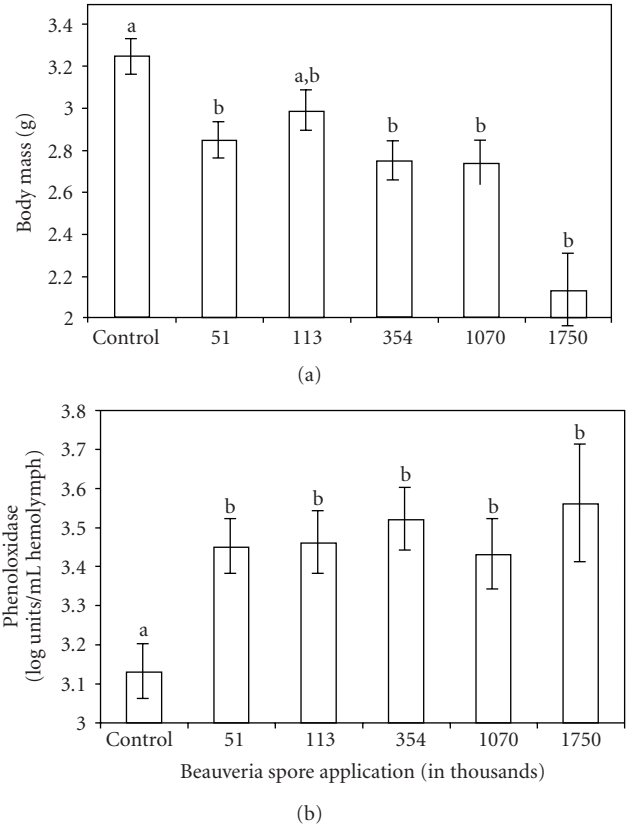 3.4
3.2
3
2.8
2.6
2.4
2.2
2
Body mass (g)
a
b
a,b
b
b
b
Control 51 113 354 1070 1750
(a)
3.8
3.7
3.6
3.5
3.4
3.3
3.2
3.1
3
Phenoloxidase
(log units/mL hemolymph)
a
b
b
b
b
b
Control 51 113 354 1070 1750
Beauveria spore application (in thousands)
(b)